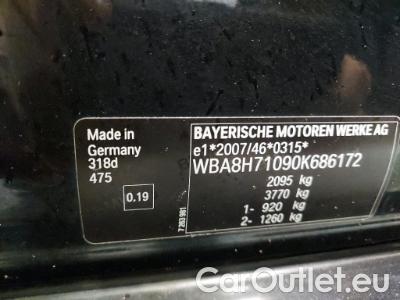 Made in
Germany
318d
475
0.19
BAYERISCHE MOTOREN WERKE AG
e1*2007/46*0315*
WBA8H71090K686172
2095 kg
3770 kg
1- 920 kg
2- 1260 kg
CarOutlet.eu